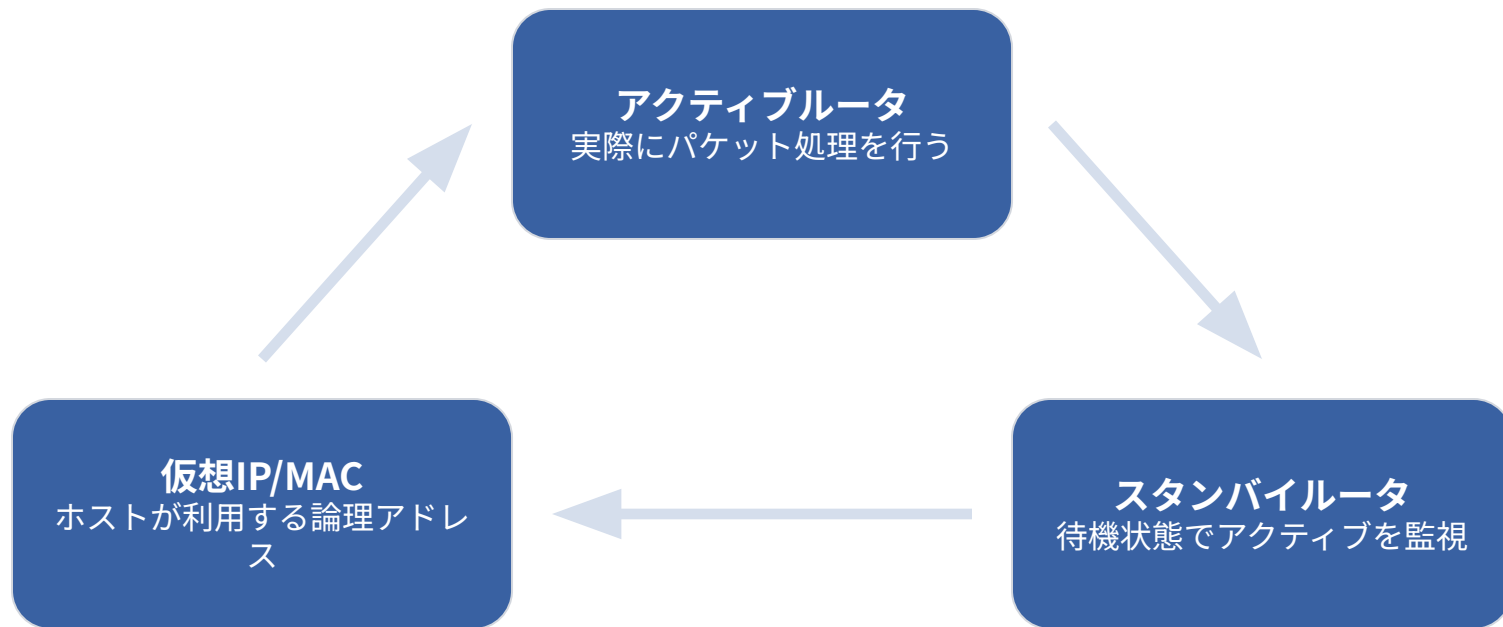 アクティブルータ
実際にパケット処理を行う
仮想IP/MAC
ホストが利用する論理アドレ
ス
スタンバイルータ
待機状態でアクティブを監視